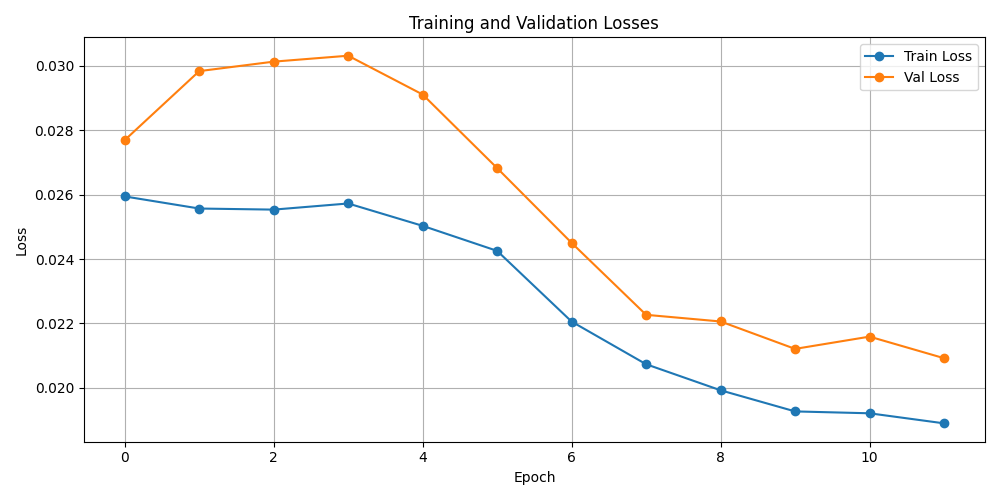 Training and Validation Losses
Train Loss
Val Loss
0.030
0.028
0.026
0.024
0.022
0.020
Loss
0 2 4 6 8 10
Epoch